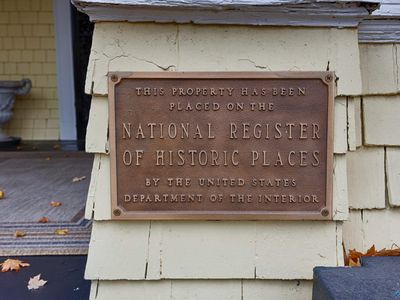 THIS PROPERTY HAS BEEN
PLACED ON THE
NATIONAL REGISTER
OF HISTORIC PLACES
BY THE UNITED STATES
DEPARTMENT OF THE INTERIOR